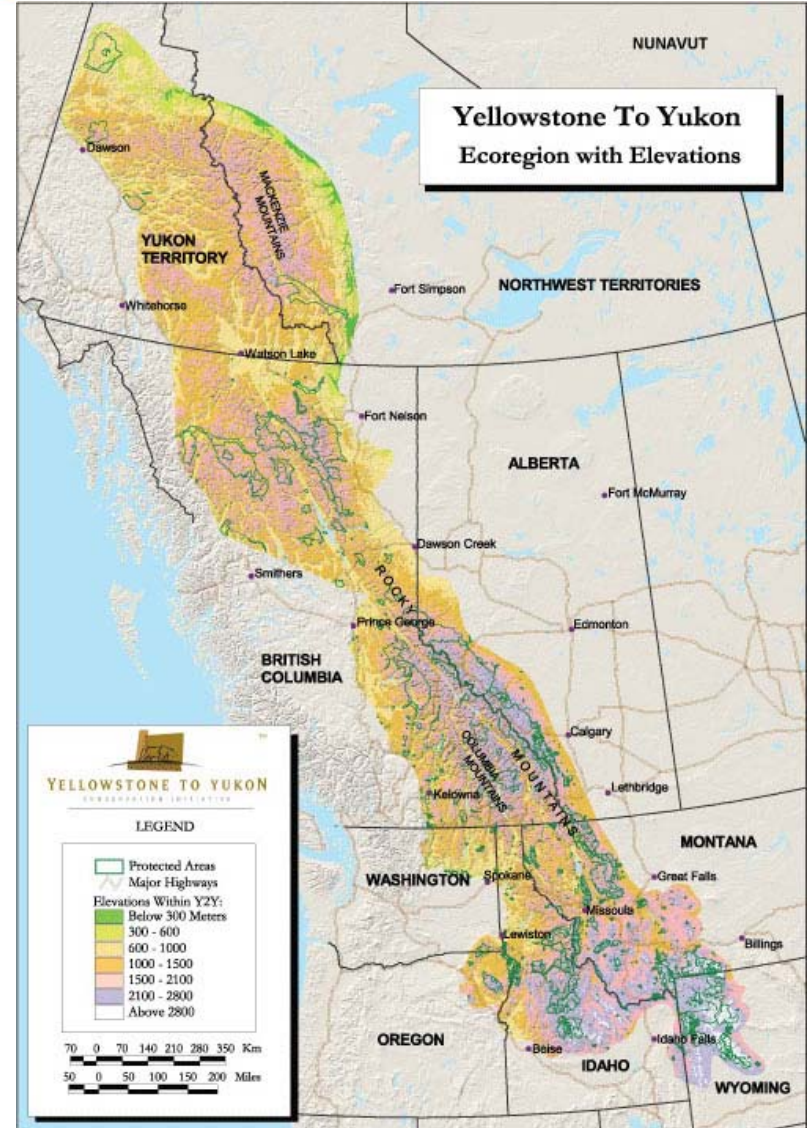 NUNAVUT
Yellowstone To Yukon
Ecoregion with Elevations
Dawson
MACKENZIE
MOUNTAINS
YUKON
TERRITORY
Fort Simpson
NORTHWEST TERRITORIES
Whitehorse
Watson Lake
Fort Nelson
ALBERTA
Fort McMurray
Dawson Creek
Smithers
ROCKY
Prince George
Edmonton
BRITISH
COLUMBIA
Calgary
COLUMBIA
MOUNTAINS
MOUNTAINS
Kelowna
Lethbridge
MONTANA
WASHINGTON
Spokane
Great Falls
Missoula
Lewiston
Billings
OREGON
Boise
Idaho Falls
IDAHO
WYOMING
TM
YELLOWSTONE TO YUKON
CONSERVATION INITIATIVE
LEGEND
Protected Areas
Major Highways
Elevations Within Y2Y:
Below 300 Meters
300 - 600
600 - 1000
1000 - 1500
1500 - 2100
2100 - 2800
Above 2800
70 0 70 140 210 280 350 Km
50 0 50 100 150 200 Miles